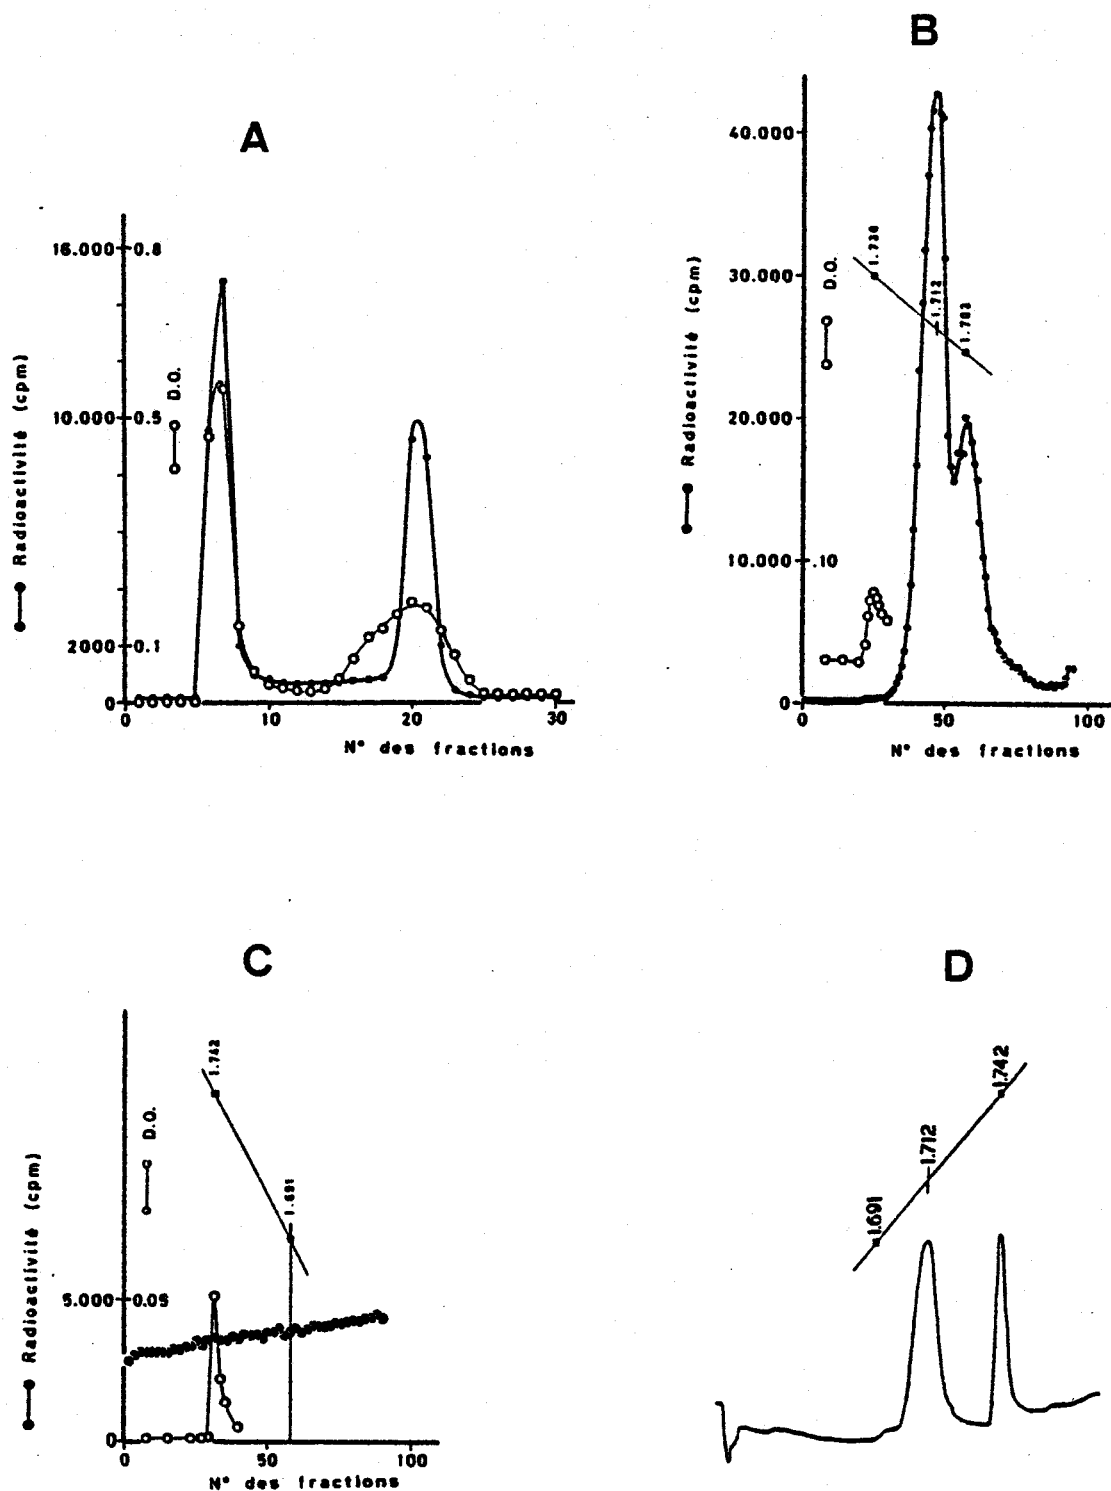 A
16.000 0.8
10.000 0.5
2000 0.1
0
0 10 20 30
N° des fractions
Radioactivité (cpm)
D.O.
B
40.000
30.000
20.000
10.000 .10
0
0 50 100
N° des fractions
Radioactivité (cpm)
D.O.
1.712
1.703
C
5.000 0.05
0
0 50 100
N° des fractions
Radioactivité (cpm)
D.O.
1.742
1.691
D
1.691
1.712
1.742